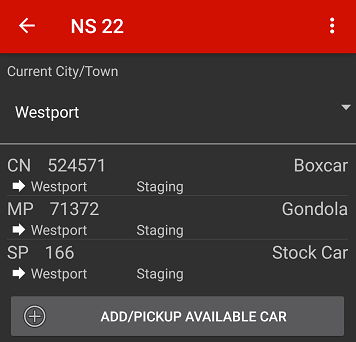 NS 22
Current City/Town
Westport
CN 524571 Boxcar
Westport Staging
MP 71372 Gondola
Westport Staging
SP 166 Stock Car
Westport Staging
ADD/PICKUP AVAILABLE CAR